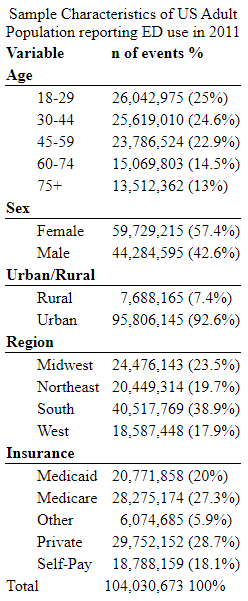 Sample Characteristics of US Adult
Population reporting ED use in 2011
Variable n of events %
Age
18-29 26,042,975 (25%)
30-44 25,619,010 (24.6%)
45-59 23,786,524 (22.9%)
60-74 15,069,803 (14.5%)
75+ 13,512,362 (13%)
Sex
Female 59,729,215 (57.4%)
Male 44,284,595 (42.6%)
Urban/Rural
Rural 7,688,165 (7.4%)
Urban 95,806,145 (92.6%)
Region
Midwest 24,476,143 (23.5%)
Northeast 20,449,314 (19.7%)
South 40,517,769 (38.9%)
West 18,587,448 (17.9%)
Insurance
Medicaid 20,771,858 (20%)
Medicare 28,275,174 (27.3%)
Other 6,074,685 (5.9%)
Private 29,752,152 (28.7%)
Self-Pay 18,788,159 (18.1%)
Total 104,030,673 100%